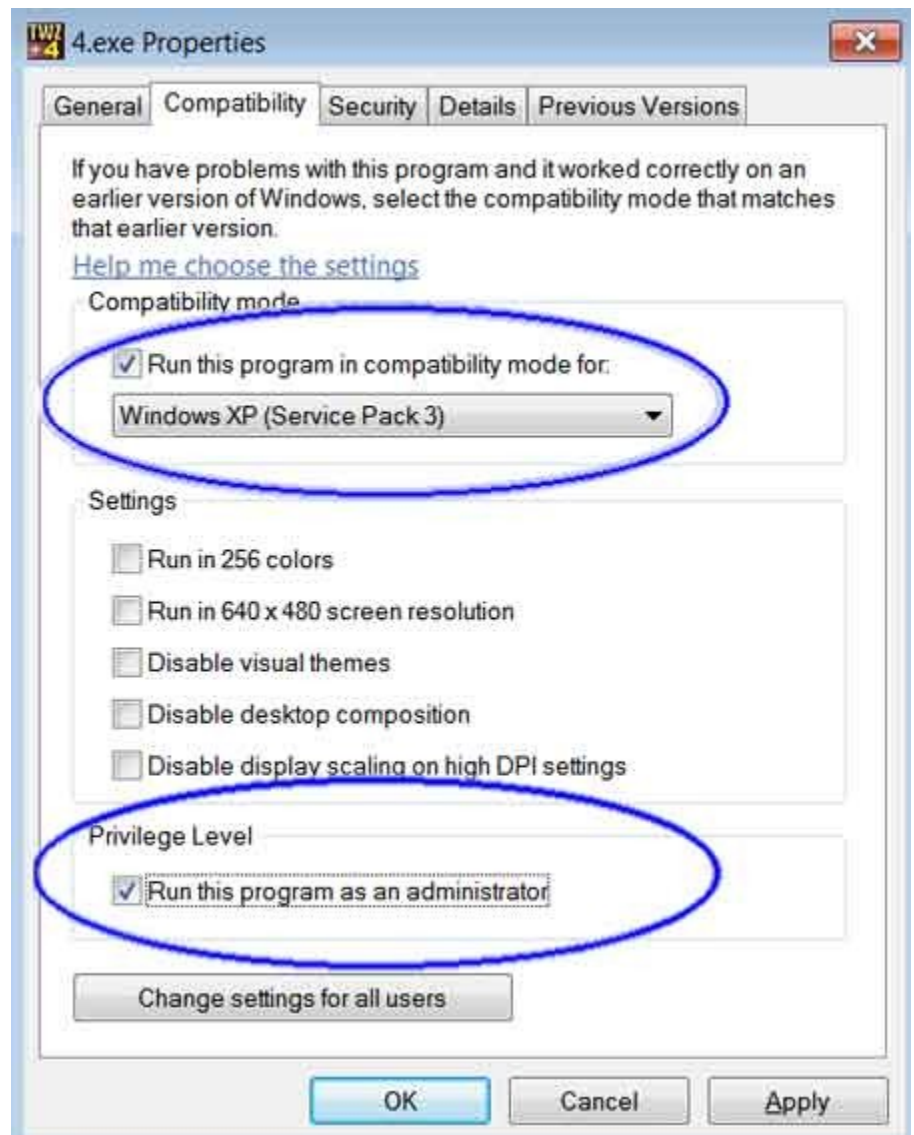 TW2
4
4.exe Properties
General Compatibility Security Details Previous Versions
If you have problems with this program and it worked correctly on an
earlier version of Windows, select the compatibility mode that matches
that earlier version.
Help me choose the settings
Compatibility mode
Run this program in compatibility mode for:
Windows XP (Service Pack 3)
Settings
Run in 256 colors
Run in 640 x 480 screen resolution
Disable visual themes
Disable desktop composition
Disable display scaling on high DPI settings
Privilege Level
Run this program as an administrator
Change settings for all users
OK Cancel Apply